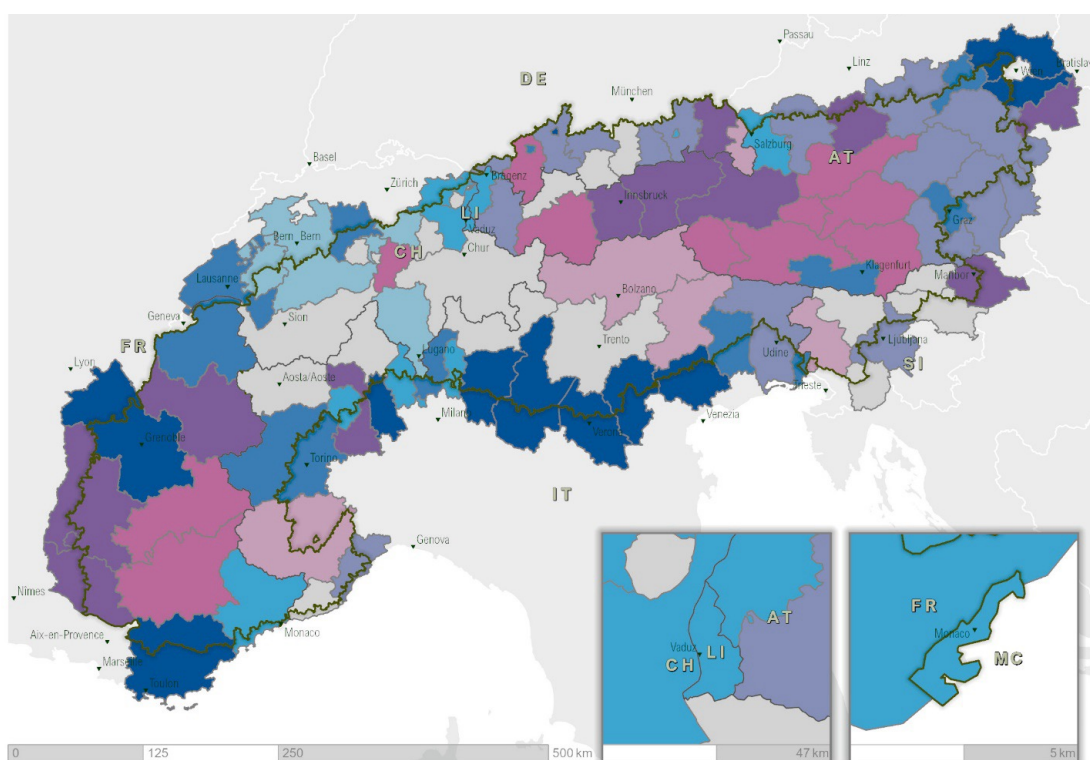 Passau
Linz
Wien
Bratislav
DE
München
Salzburg
AT
Basel
Zürich
Bregenz
Innsbruck
LI
Vaduz
Graz
Bern
Bern
CH
Chur
Klagenfurt
Maribor
Lausanne
Bolzano
Geneva
Sion
Trento
Udine
Ljubljana
FR
Lugano
SI
Lyon
Aosta/Aoste
Trieste
Milano
Venezia
Grenoble
Verona
Torino
IT
Genova
Nîmes
Monaco
Aix-en-Provence
Marseille
Toulon
AT
Vaduz
LI
CH
FR
Monaco
MC
0
125
250
500 km
47 km
5 km